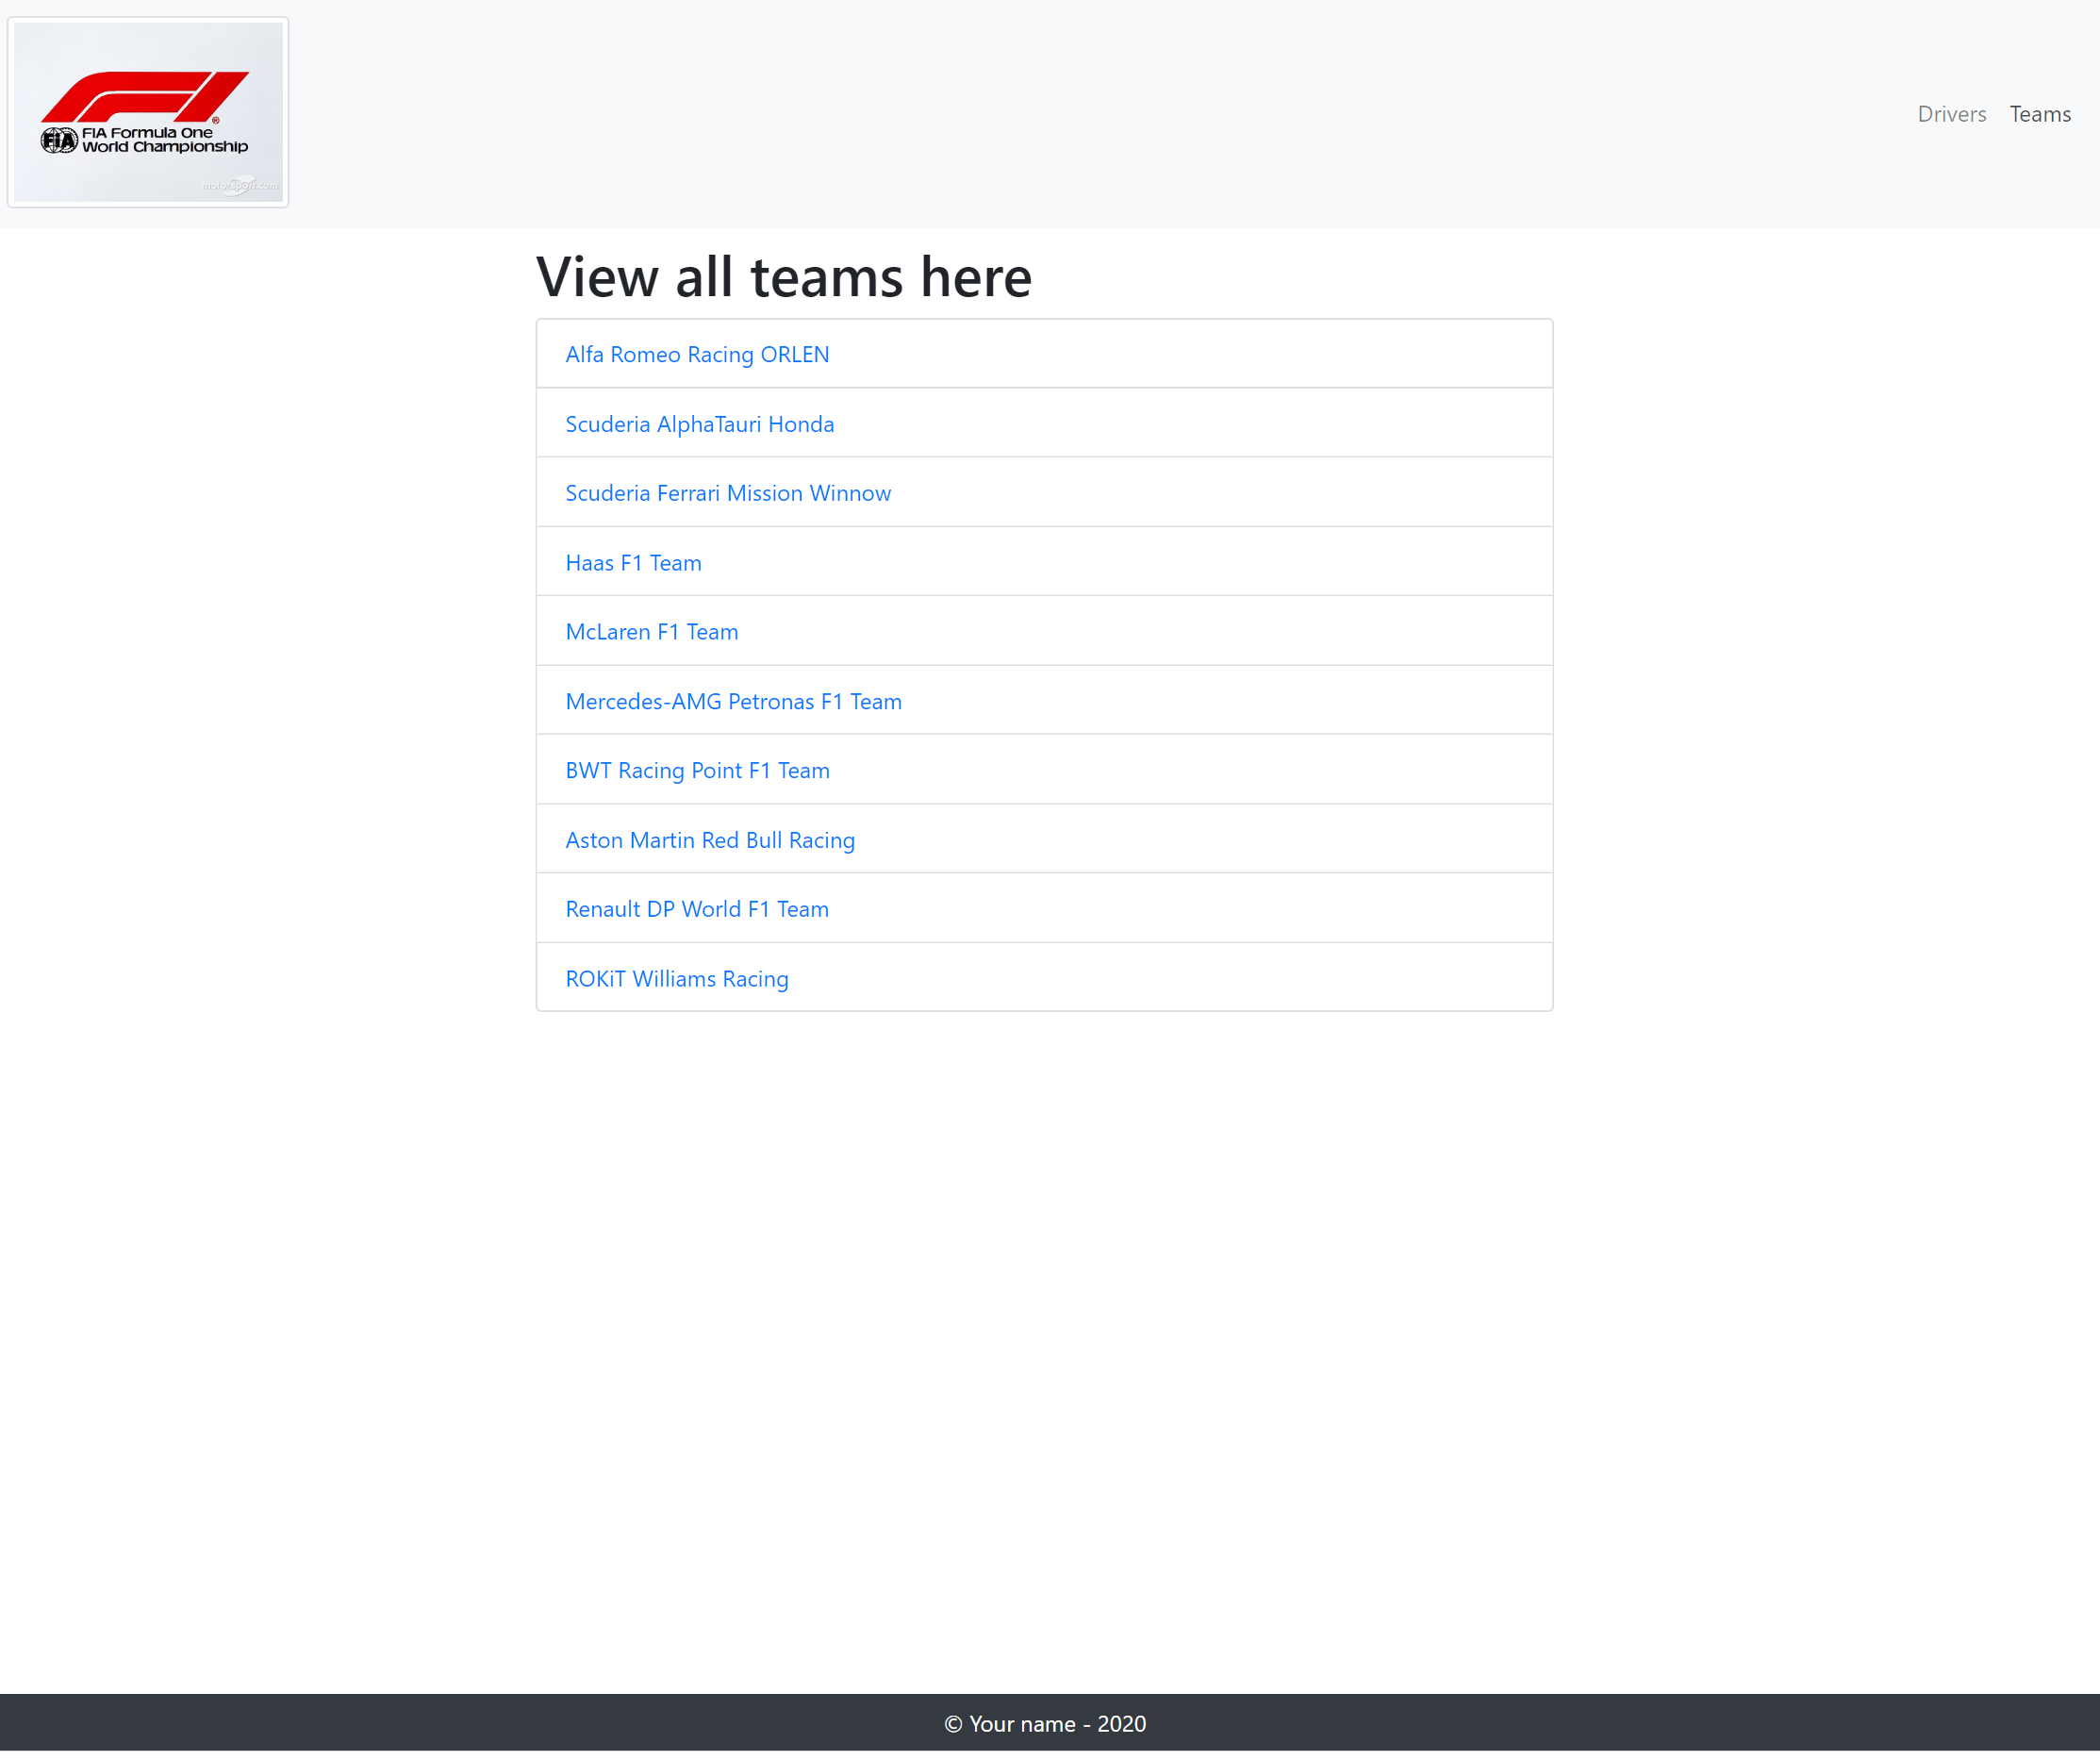 FIA Formula One
World Championship
FiA
motorsport.com
Drivers Teams
View all teams here
Alfa Romeo Racing ORLEN
Scuderia AlphaTauri Honda
Scuderia Ferrari Mission Winnow
Haas F1 Team
McLaren F1 Team
Mercedes-AMG Petronas F1 Team
BWT Racing Point F1 Team
Aston Martin Red Bull Racing
Renault DP World F1 Team
ROKiT Williams Racing
© Your name - 2020